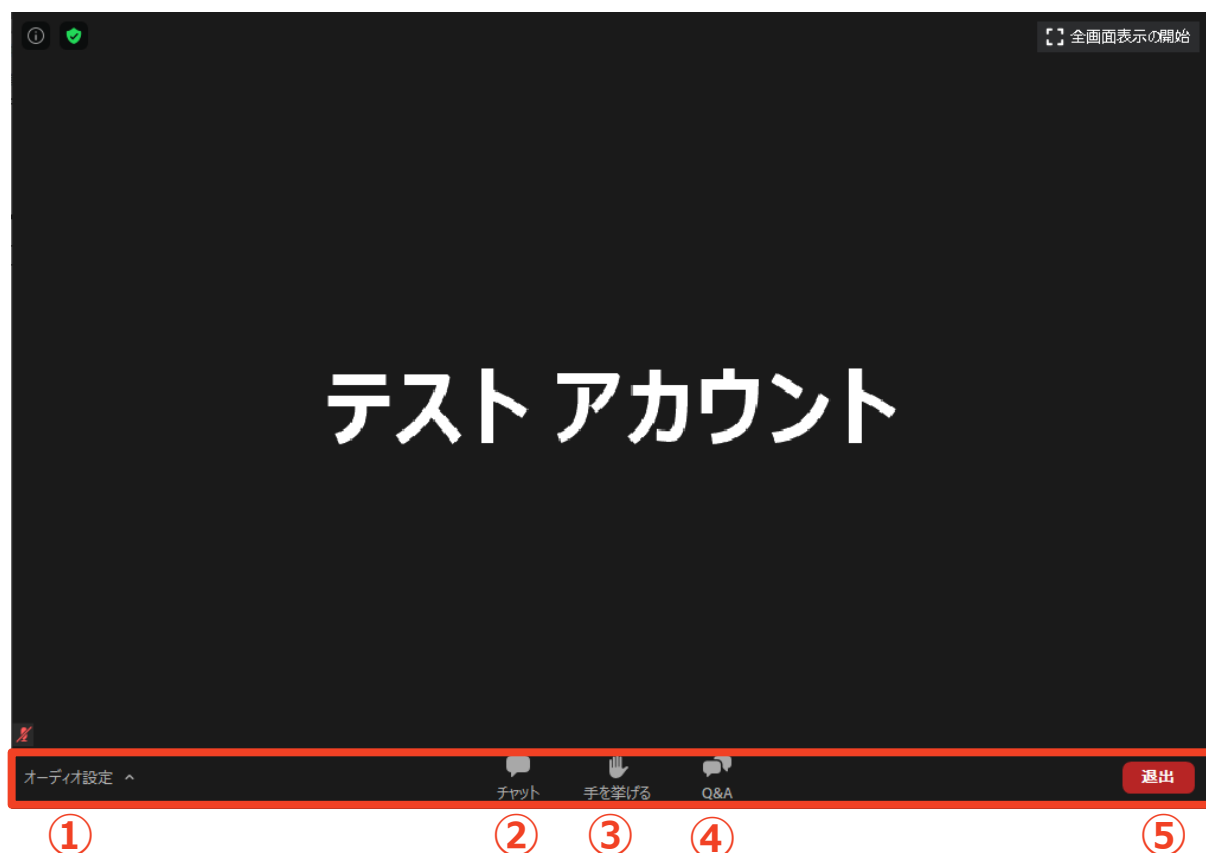 全画面表示の開始
テスト アカウント
オーディオ設定
チャット
手を挙げる
Q&A
退出
①
②
③
④
⑤